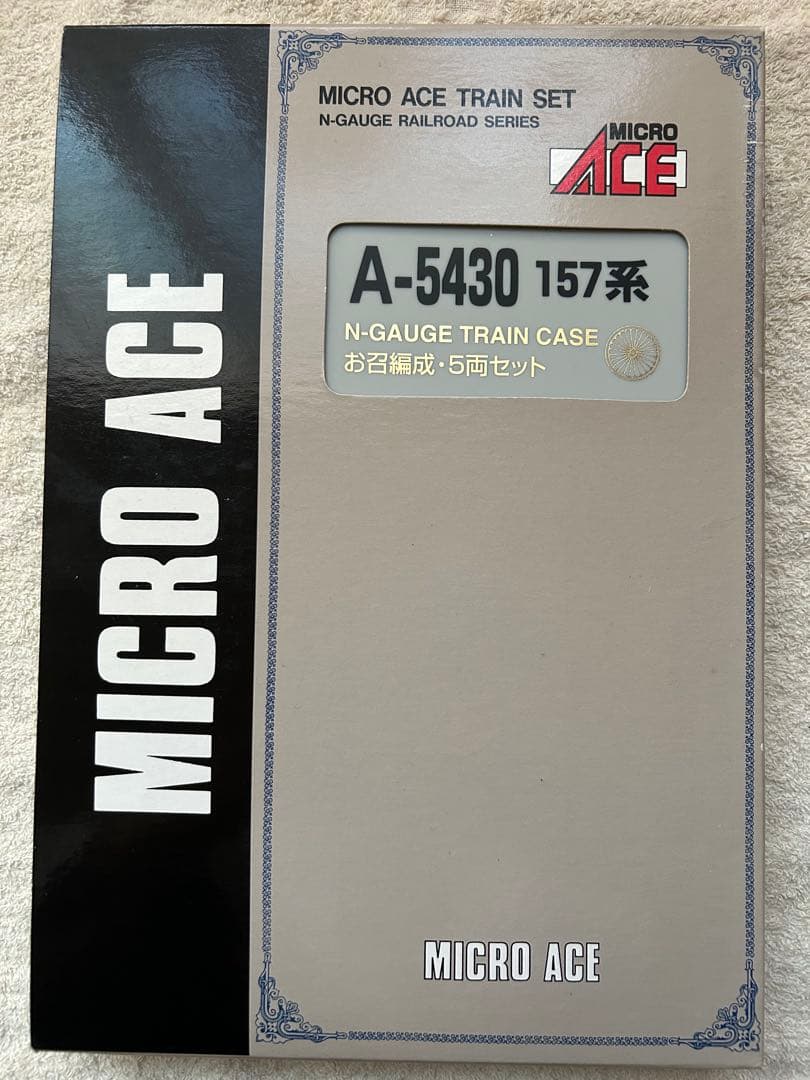 MICRO ACE
MICRO ACE TRAIN SET
N-GAUGE RAILROAD SERIES
MICRO
ACE
A-5430 157系
N-GAUGE TRAIN CASE
お召編成・5両セット
MICRO ACE